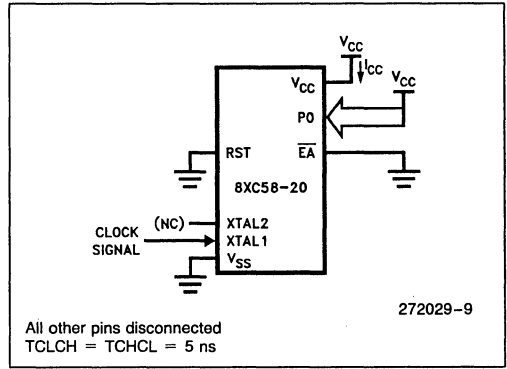 VCC
ICC
VCC
VCC
P0
RST
EA
8XC58-20
(NC)
XTAL2
CLOCK
SIGNAL
XTAL1
VSS
272029-9
All other pins disconnected
TCLCH = TCHCL = 5 ns